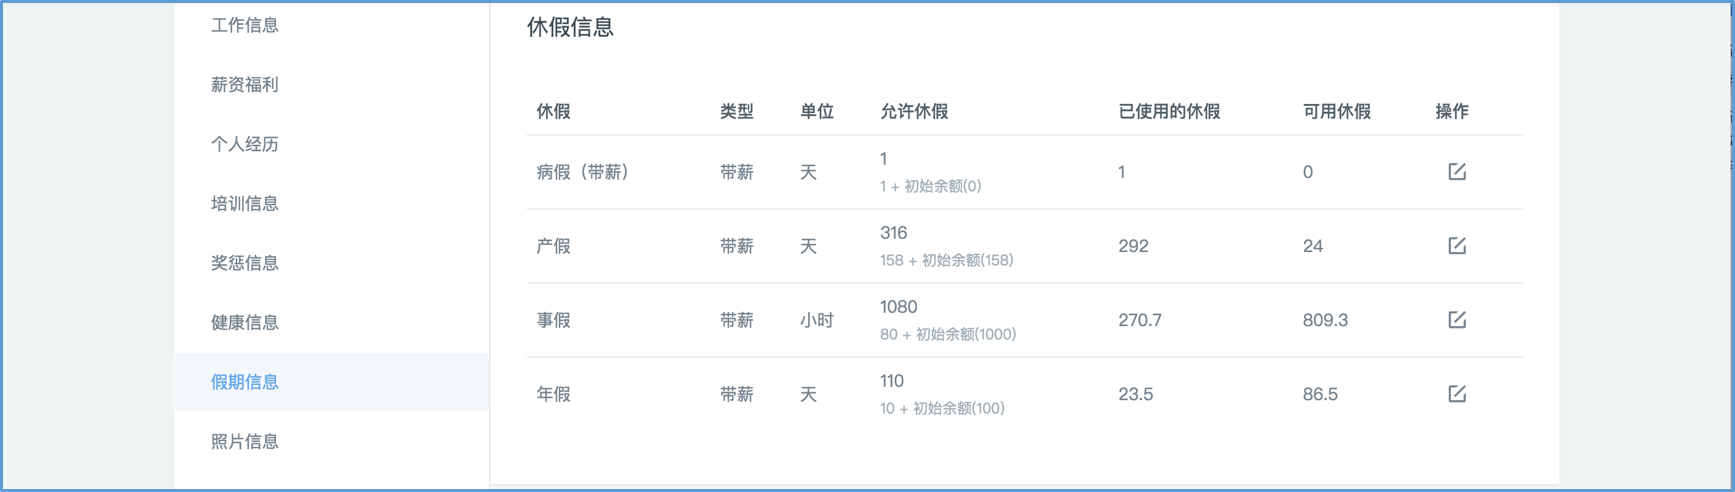 工作信息
薪资福利
个人经历
培训信息
奖惩信息
健康信息
假期信息
照片信息
休假信息
休假 类型 单位 允许休假 已使用的休假 可用休假 操作
病假（带薪） 带薪 天 1 1 0
1 + 初始余额(0)
产假 带薪 天 316 292 24
158 + 初始余额(158)
事假 带薪 小时 1080 270.7 809.3
80 + 初始余额(1000)
年假 带薪 天 110 23.5 86.5
10 + 初始余额(100)